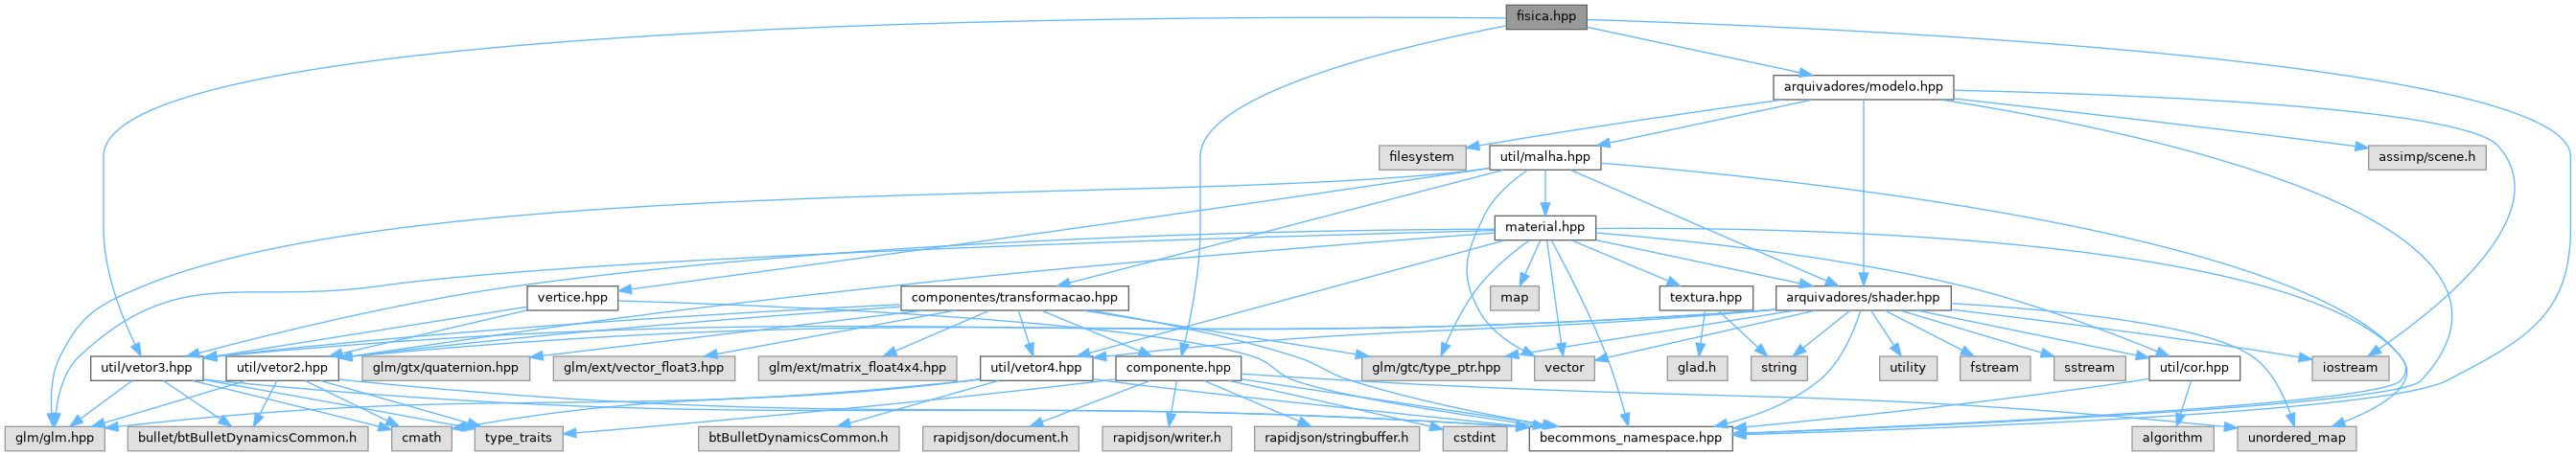 fisica.hpp
arquivadores/modelo.hpp
filesystem
util/malha.hpp
assimp/scene.h
material.hpp
vertice.hpp
componentes/transformacao.hpp
map
textura.hpp
arquivadores/shader.hpp
util/vetor3.hpp
util/vetor2.hpp
glm/gtx/quaternion.hpp
glm/ext/vector_float3.hpp
glm/ext/matrix_float4x4.hpp
util/vetor4.hpp
componente.hpp
glm/gtc/type_ptr.hpp
vector
glad.h
string
utility
fstream
sstream
util/cor.hpp
iostream
glm/glm.hpp
bullet/btBulletDynamicsCommon.h
cmath
type_traits
btBulletDynamicsCommon.h
rapidjson/document.h
rapidjson/writer.h
rapidjson/stringbuffer.h
cstdint
becommons_namespace.hpp
algorithm
unordered_map